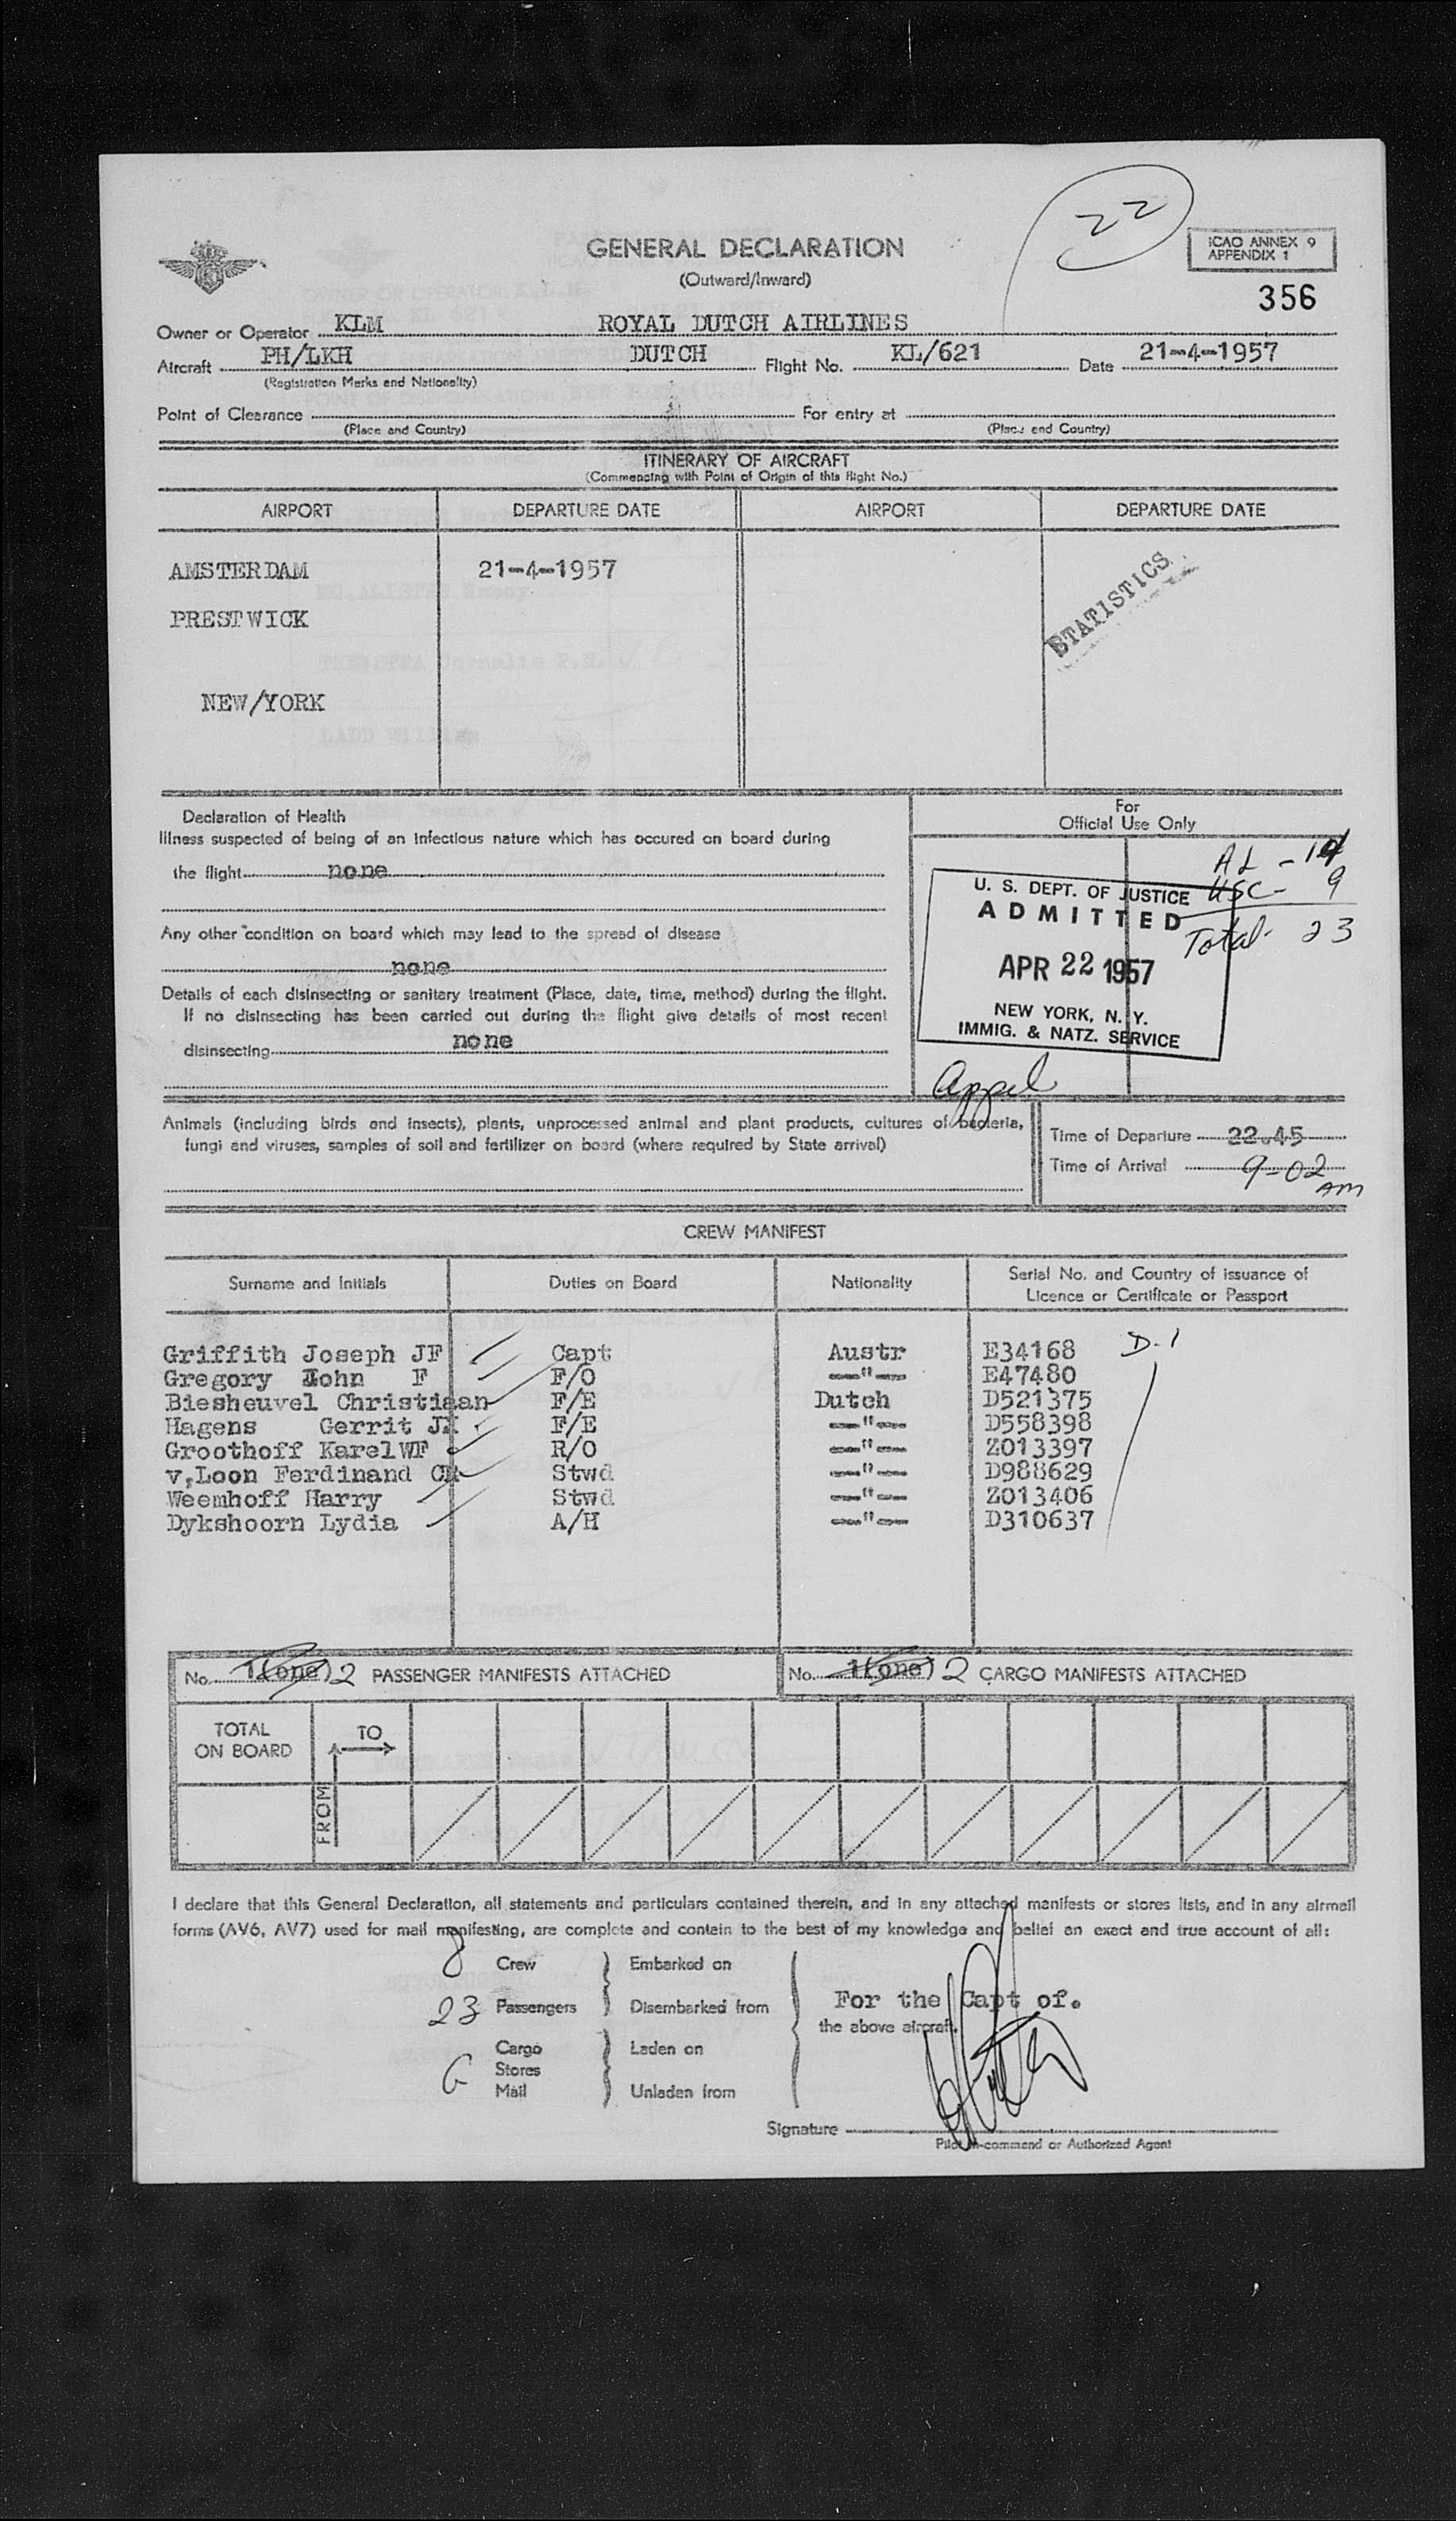 22
GENERAL DECLARATION
(Outward/Inward)
ICAO ANNEX 9
APPENDIX 1
356
Owner or Operator KLM ROYAL DUTCH AIRLINES
Aircraft PH/LKH DUTCH Flight No. KL/621 Date 21-4-1957
(Registration Marks and Nationality)
Point of Clearance For entry at
(Place and Country) (Place and Country)
ITINERARY OF AIRCRAFT
(Commencing with Point of Origin of this flight No.)
AIRPORT DEPARTURE DATE AIRPORT DEPARTURE DATE
AMSTERDAM 21-4-1957
STATISTICS
PRESTWICK
NEW/YORK
Declaration of Health
Illness suspected of being of an infectious nature which has occured on board during
the flight none
Any other condition on board which may lead to the spread of disease
none
Details of each disinsecting or sanitary treatment (Place, date, time, method) during the flight.
If no disinsecting has been carried out during the flight give details of most recent
disinsecting none
For
Official Use Only
AL - 14
USC - 9
Total - 23
U. S. DEPT. OF JUSTICE
ADMITTED
APR 22 1957
NEW YORK, N. Y.
IMMIG. & NATZ. SERVICE
Appel
Animals (including birds and insects), plants, unprocessed animal and plant products, cultures of bacteria,
fungi and viruses, samples of soil and fertilizer on board (where required by State arrival)
Time of Departure 22.45
Time of Arrival 9-02 AM
CREW MANIFEST
Surname and Initials Duties on Board Nationality Serial No. and Country of issuance of
Licence or Certificate or Passport
Griffith Joseph JF Capt Austr E34168 D-1
Gregory John F F/O --"-- E47480
Biesheuvel Christiaan F/E Dutch D521375
Hagens Gerrit F/E --"-- D558398
Groothoff KarelWF R/O --"-- Z013397
v,Loon Ferdinand Stwd --"-- D988629
Weemhoff Harry Stwd --"-- Z013406
Dykshoorn Lydia A/H --"-- D310637
No. 1(one) 2 PASSENGER MANIFESTS ATTACHED No. 1(one) 2 CARGO MANIFESTS ATTACHED
TOTAL
ON BOARD
TO
FROM
I declare that this General Declaration, all statements and particulars contained therein, and in any attached manifests or stores lists, and in any airmail
forms (AV6, AV7) used for mail manifesting, are complete and contain to the best of my knowledge and belief an exact and true account of all:
8 Crew Embarked on
23 Passengers Disembarked from
For the Capt of.
the above aircraft.
Cargo Laden on
Stores
Mail Unladen from
Signature
Pilot in-command or Authorized Agent